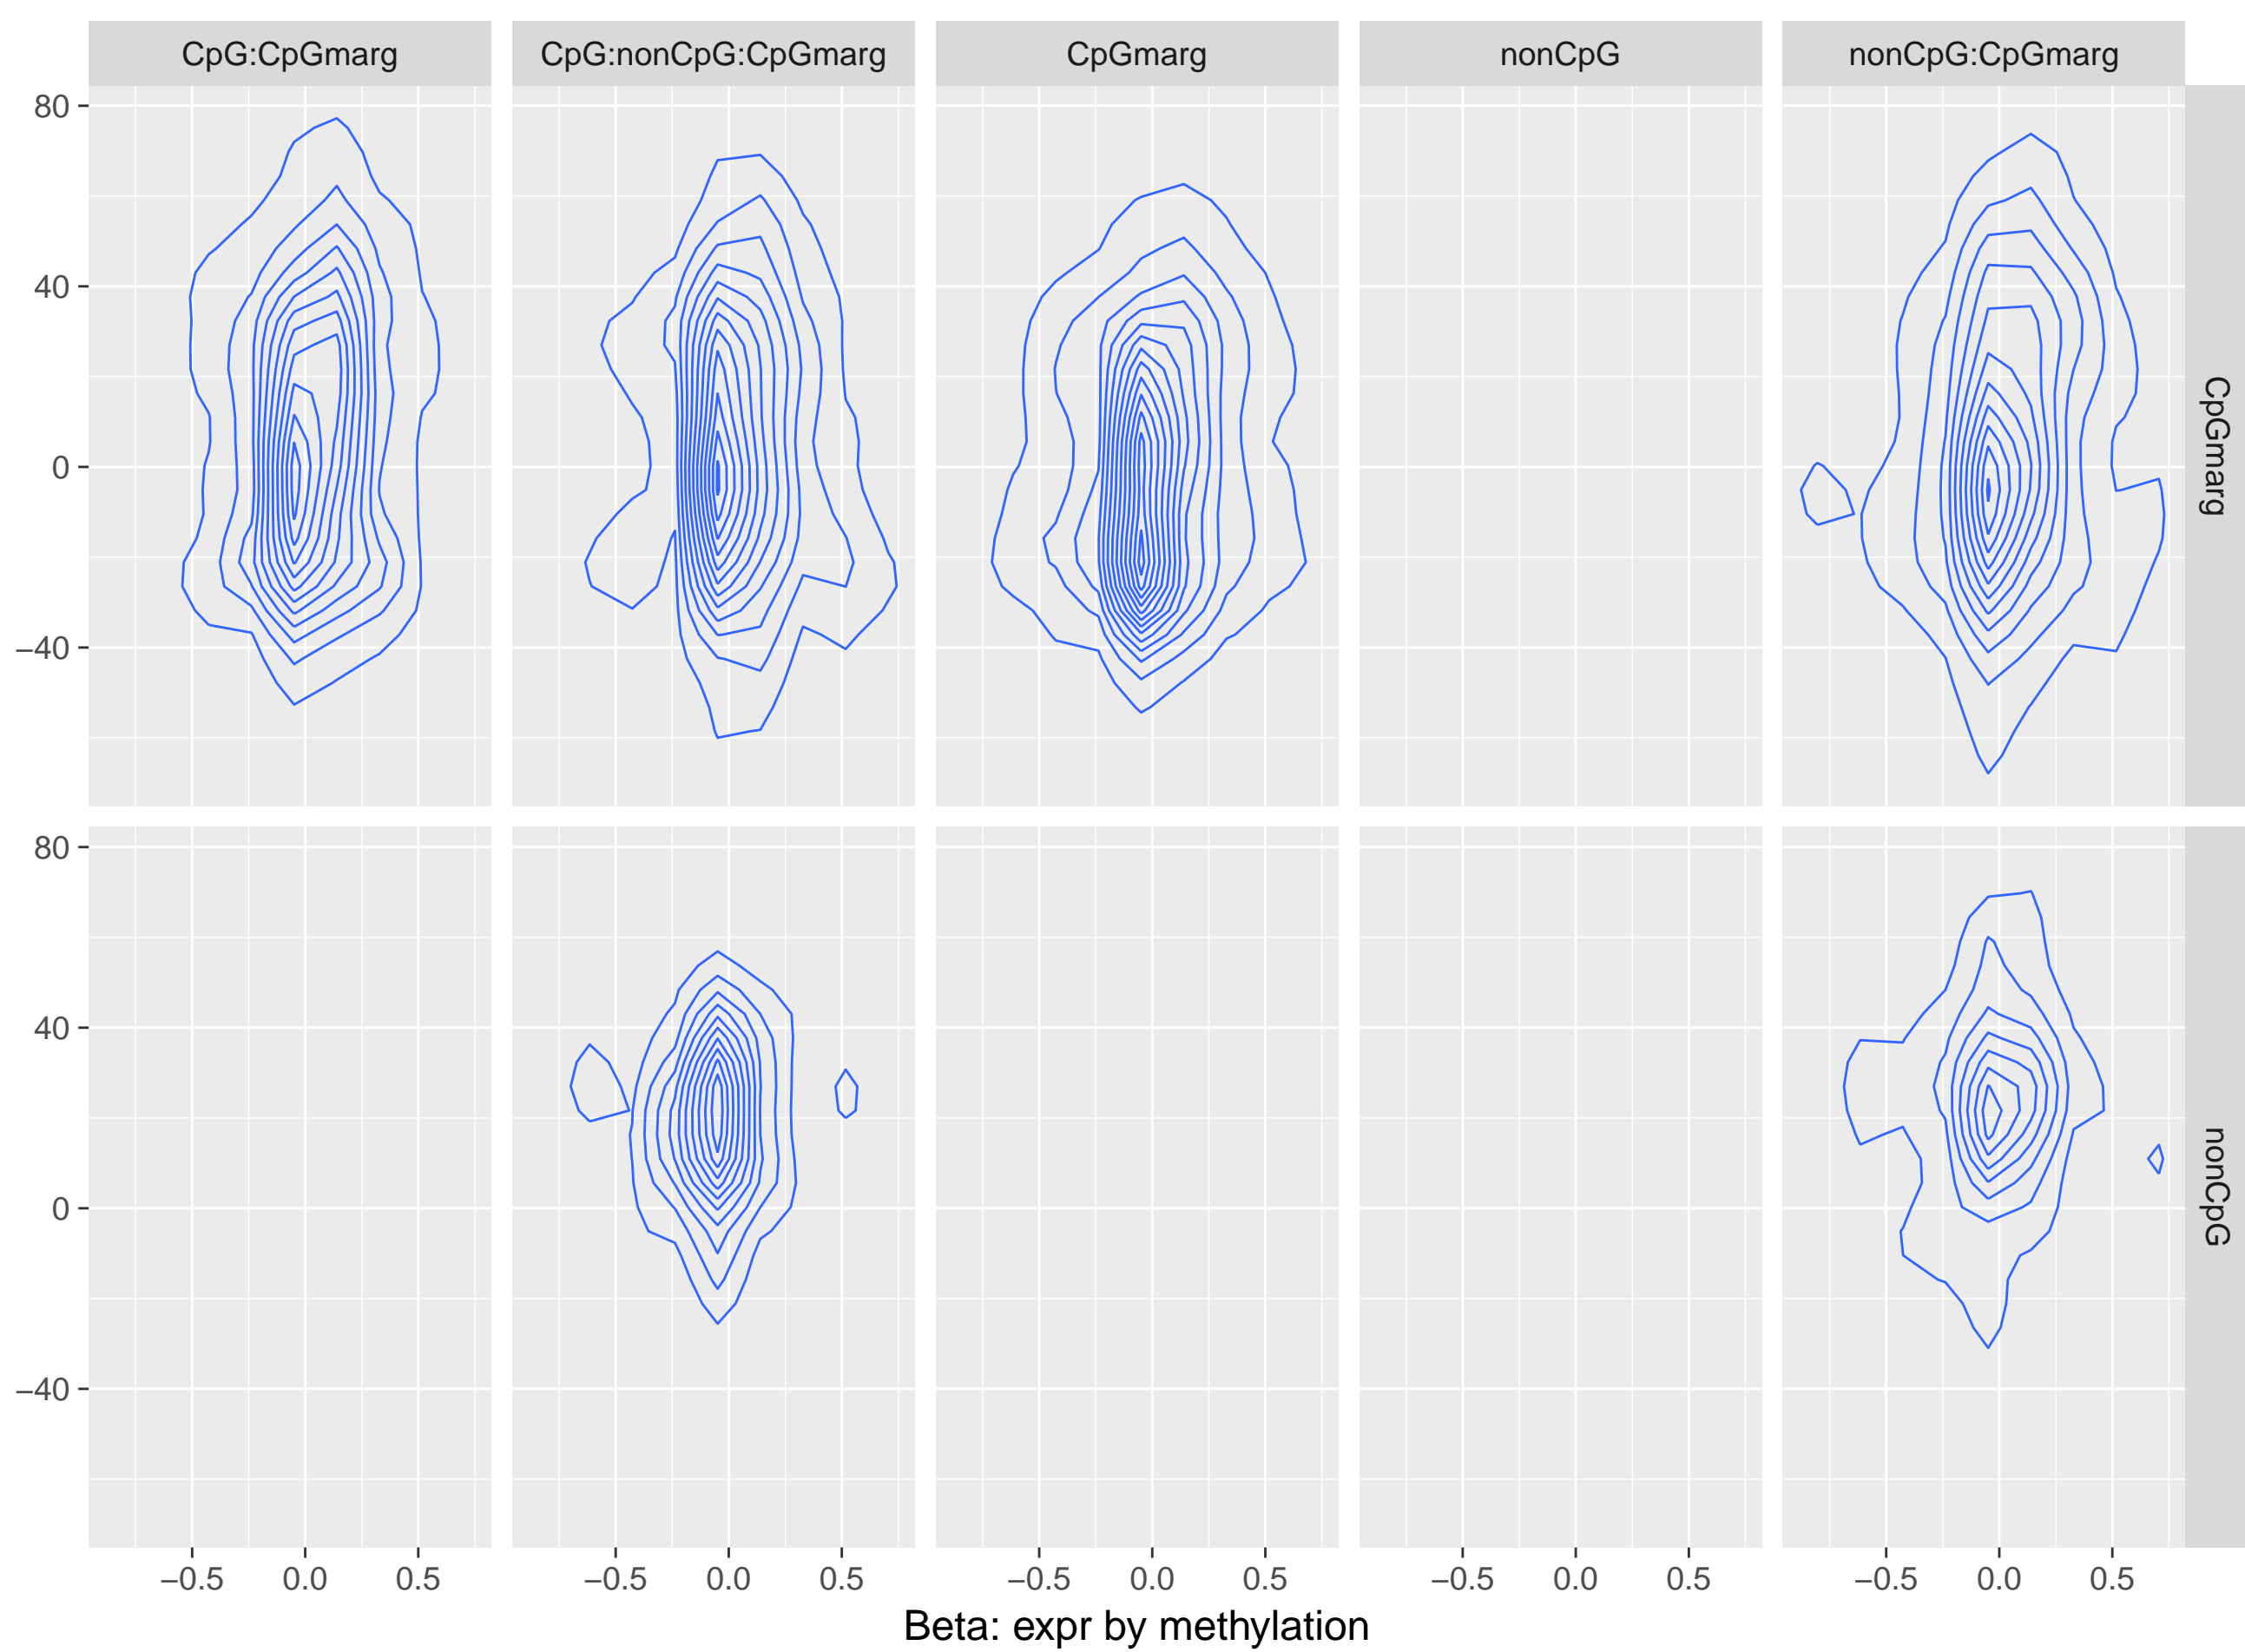 CpG:CpGmarg CpG:nonCpG:CpGmarg CpGmarg nonCpG nonCpG:CpGmarg
80
40
0
−40
CpGmarg
80
40
0
−40
nonCpG
−0.5 0.0 0.5 −0.5 0.0 0.5 −0.5 0.0 0.5 −0.5 0.0 0.5 −0.5 0.0 0.5
Beta: expr by methylation